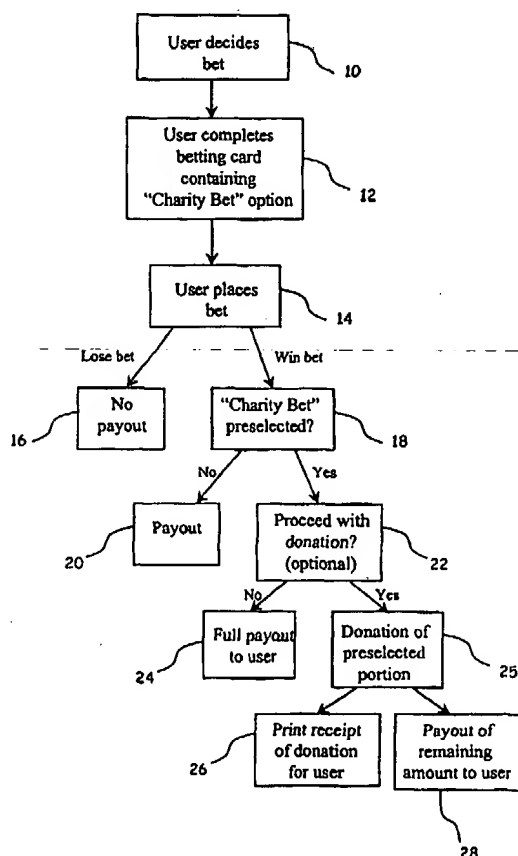 User decides
bet
10
User completes
betting card
containing
"Charity Bet" option
12
User places
bet
14
Lose bet
Win bet
No
payout
16
"Charity Bet"
preselected?
18
No
Yes
Payout
20
Proceed with
donation?
(optional)
22
No
Yes
Full payout
to user
24
Donation of
preselected
portion
25
Print receipt
of donation
for user
26
Payout of
remaining
amount to user
28